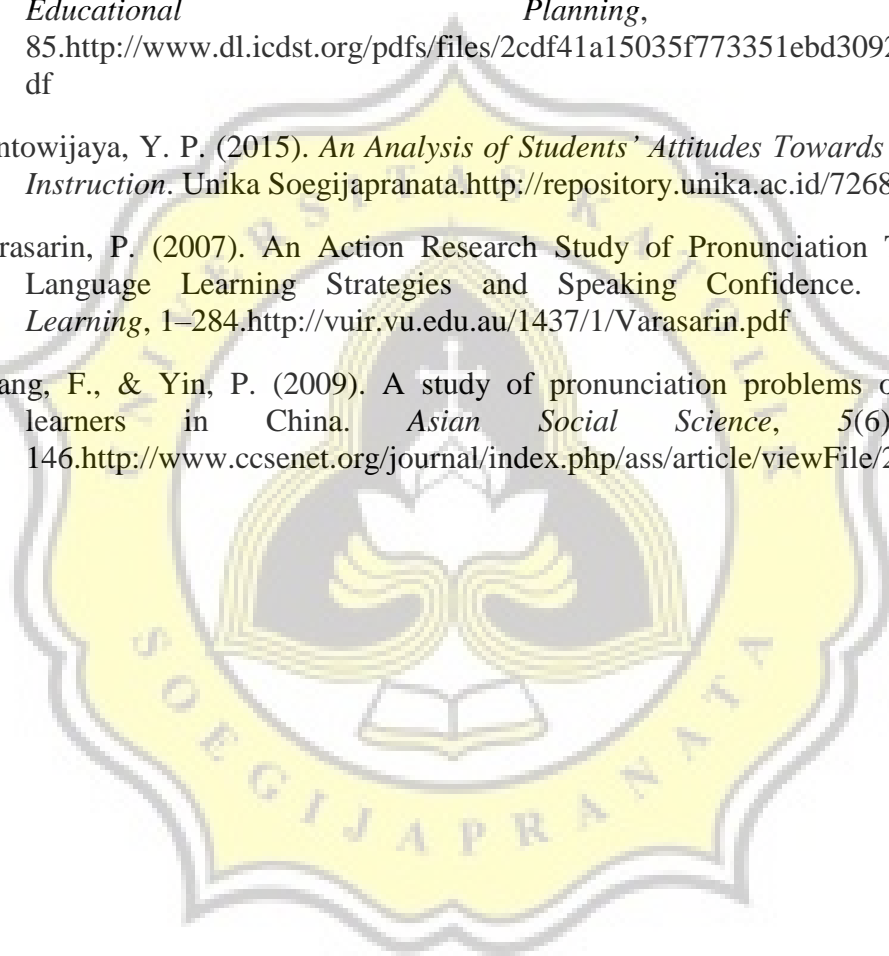 Educational Planning,
85.http://www.dl.icdst.org/pdfs/files/2cdf41a15035f773351ebd3092
df
ntowijaya, Y. P. (2015). An Analysis of Students’ Attitudes Towards
Instruction. Unika Soegijapranata.http://repository.unika.ac.id/7268
rasarin, P. (2007). An Action Research Study of Pronunciation T
Language Learning Strategies and Speaking Confidence.
Learning, 1–284.http://vuir.vu.edu.au/1437/1/Varasarin.pdf
ang, F., & Yin, P. (2009). A study of pronunciation problems o
learners in China. Asian Social Science, 5(6)
146.http://www.ccsenet.org/journal/index.php/ass/article/viewFile/2
UNIVERSITAS KATOLIK
SOEGIJAPRANATA